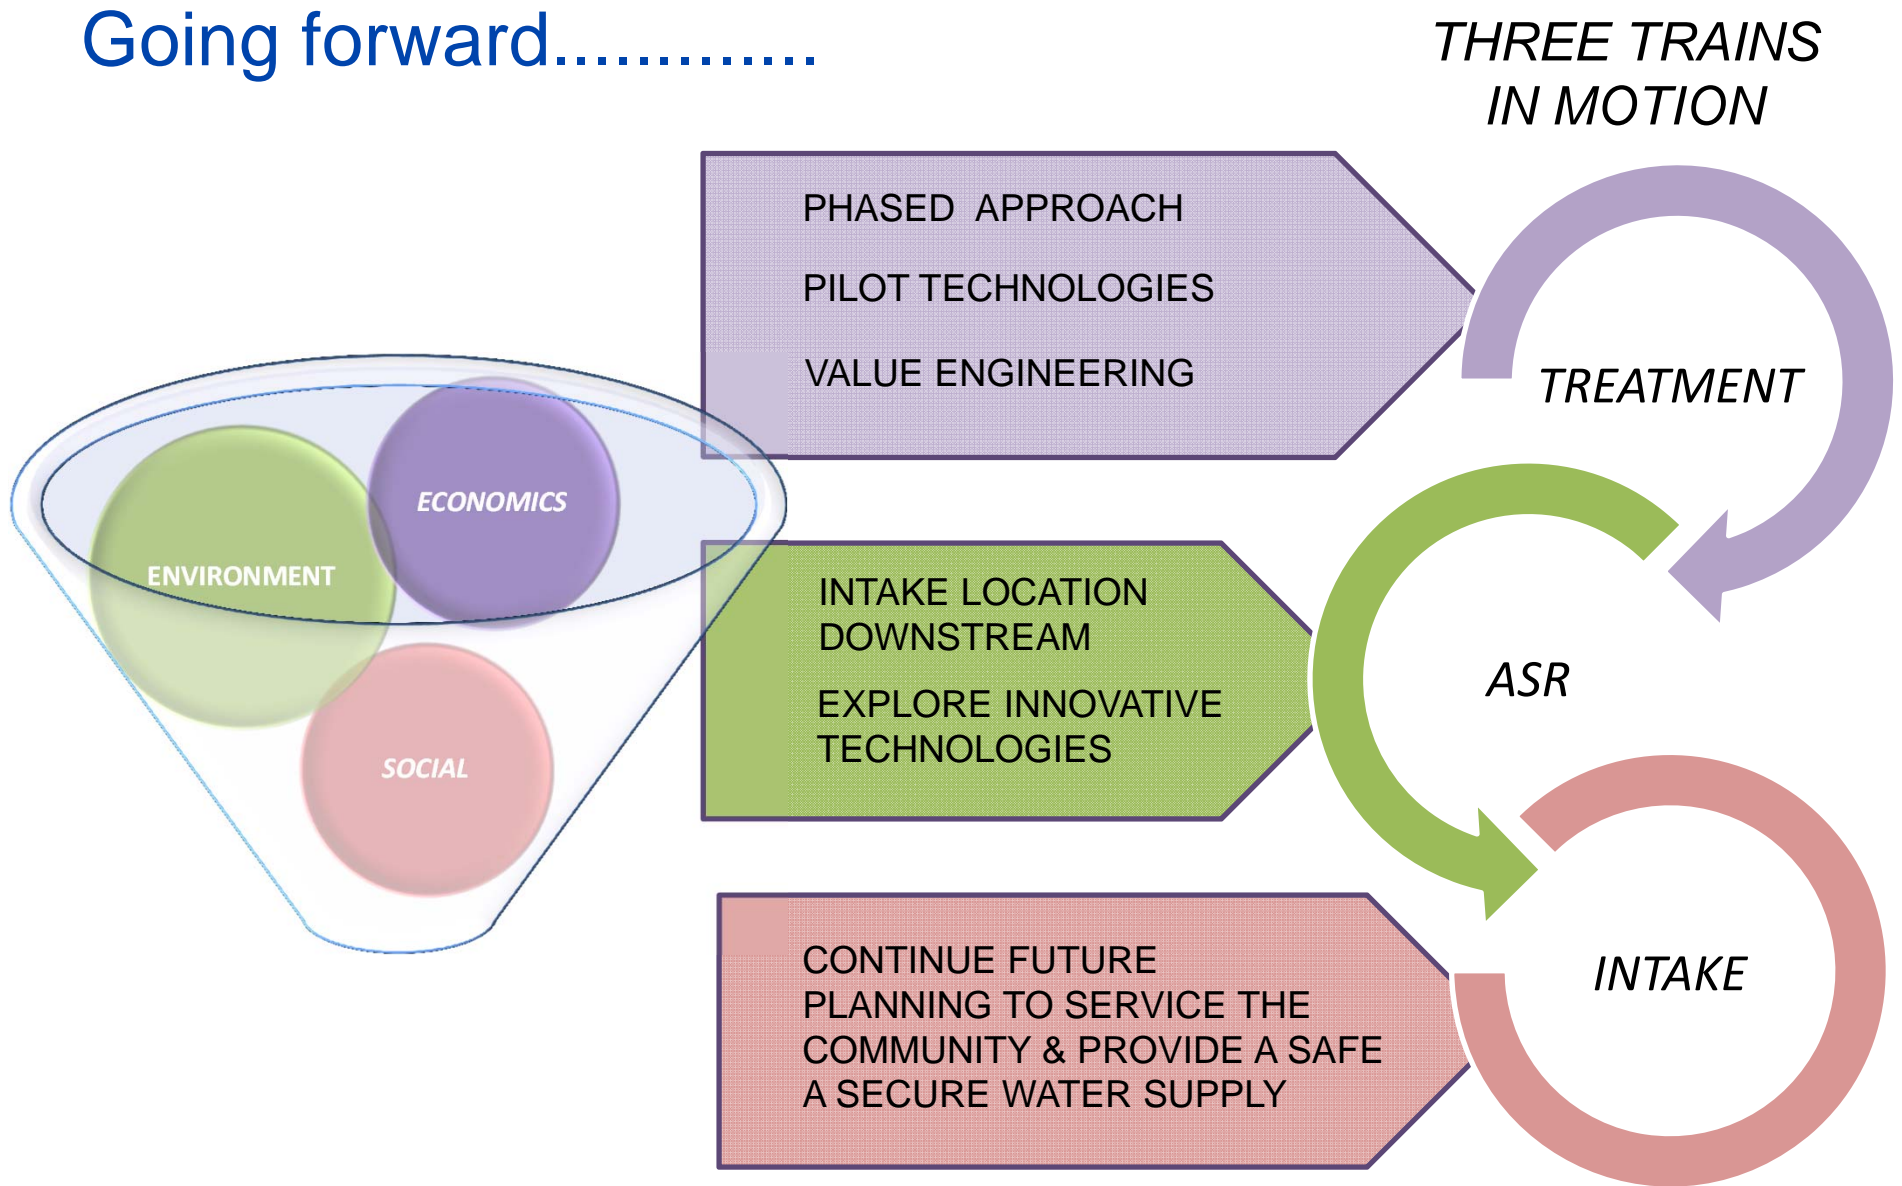 Going forward.............
THREE TRAINS
IN MOTION
PHASED APPROACH
PILOT TECHNOLOGIES
VALUE ENGINEERING
TREATMENT
ECONOMICS
ENVIRONMENT
SOCIAL
INTAKE LOCATION
DOWNSTREAM
EXPLORE INNOVATIVE
TECHNOLOGIES
ASR
CONTINUE FUTURE
PLANNING TO SERVICE THE
COMMUNITY & PROVIDE A SAFE
A SECURE WATER SUPPLY
INTAKE